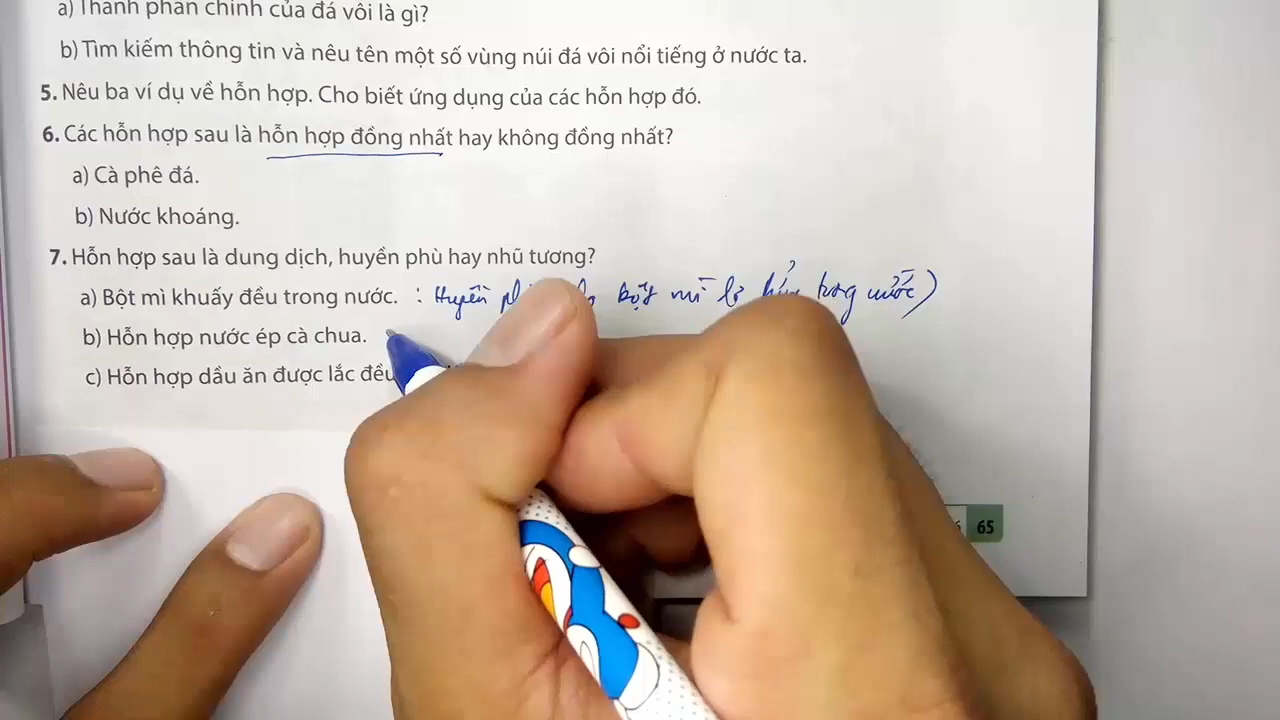 a) Thành phần chính của đá vôi là gì?
b) Tìm kiếm thông tin và nêu tên một số vùng núi đá vôi nổi tiếng ở nước ta.
5. Nêu ba ví dụ về hỗn hợp. Cho biết ứng dụng của các hỗn hợp đó.
6. Các hỗn hợp sau là hỗn hợp đồng nhất hay không đồng nhất?
a) Cà phê đá.
b) Nước khoáng.
7. Hỗn hợp sau là dung dịch, huyền phù hay nhũ tương?
a) Bột mì khuấy đều trong nước. : Huyền bột mì lơ trong nước)
b) Hỗn hợp nước ép cà chua.
c) Hỗn hợp dầu ăn được lắc đều
65